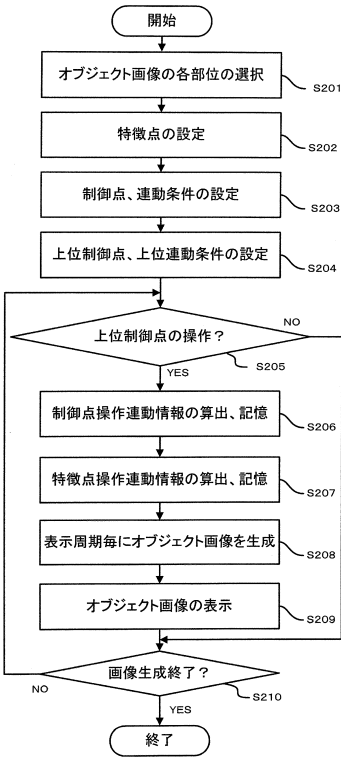 開始
オブジェクト画像の各部位の選択
S201
特徴点の設定
S202
制御点、連動条件の設定
S203
上位制御点、上位連動条件の設定
S204
上位制御点の操作？
NO
S205
YES
制御点操作連動情報の算出、記憶
S206
特徴点操作連動情報の算出、記憶
S207
表示周期毎にオブジェクト画像を生成
S208
オブジェクト画像の表示
S209
画像生成終了？
NO
S210
YES
終了